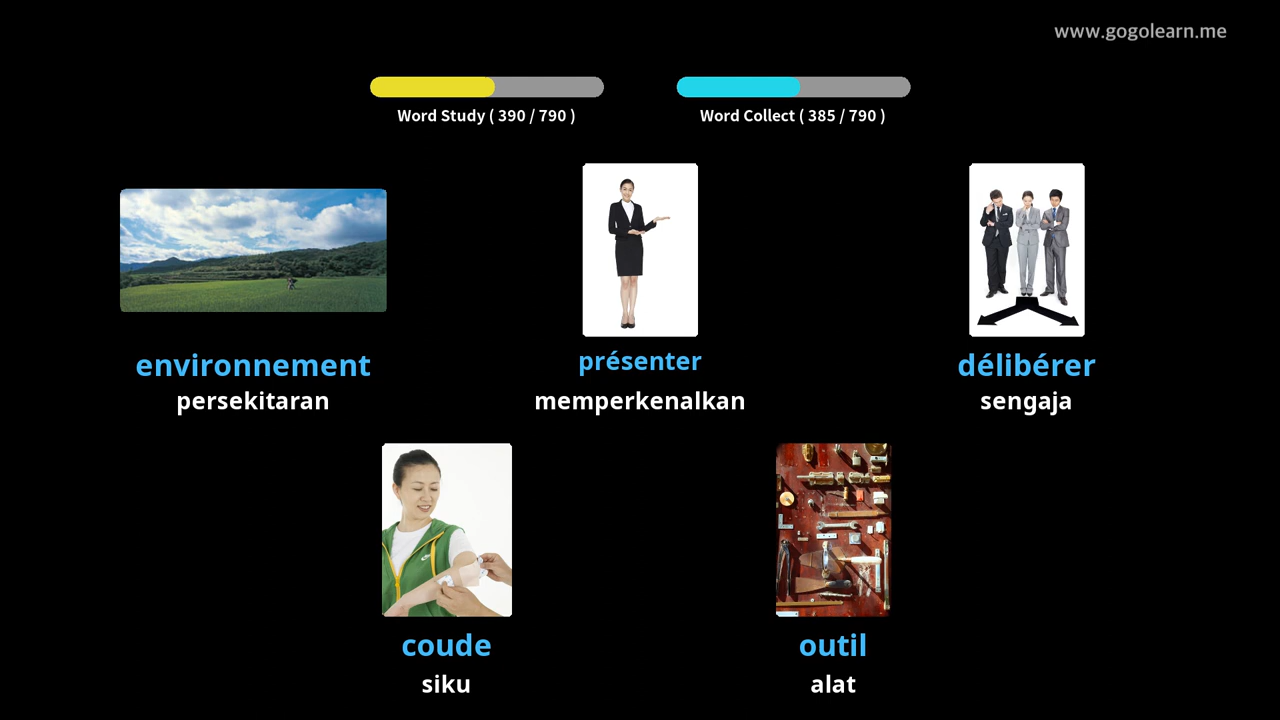 www.gogolearn.me
Word Study ( 390 / 790 )
Word Collect ( 385 / 790 )
environnement
persekitaran
présenter
memperkenalkan
délibérer
sengaja
coude
siku
outil
alat